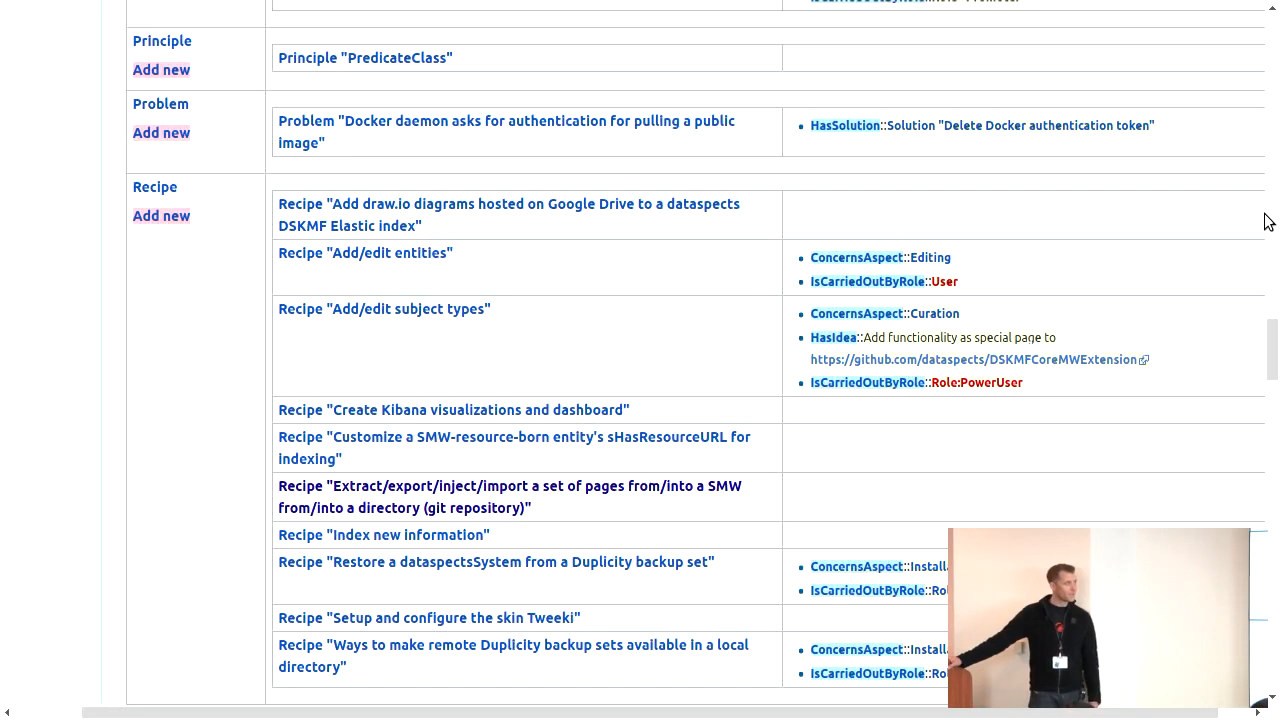 Principle
Add new
Principle "PredicateClass"
Problem
Add new
Problem "Docker daemon asks for authentication for pulling a public
image"
HasSolution::Solution "Delete Docker authentication token"
Recipe
Add new
Recipe "Add draw.io diagrams hosted on Google Drive to a dataspects
DSKMF Elastic index"
Recipe "Add/edit entities"
ConcernsAspect::Editing
IsCarriedOutByRole::User
Recipe "Add/edit subject types"
ConcernsAspect::Curation
HasIdea::Add functionality as special page to
https://github.com/dataspects/DSKMFCoreMWExtension
IsCarriedOutByRole::Role:PowerUser
Recipe "Create Kibana visualizations and dashboard"
Recipe "Customize a SMW-resource-born entity's sHasResourceURL for
indexing"
Recipe "Extract/export/inject/import a set of pages from/into a SMW
from/into a directory (git repository)"
Recipe "Index new information"
Recipe "Restore a dataspectsSystem from a Duplicity backup set"
ConcernsAspect::Install
IsCarriedOutByRole::Ro
Recipe "Setup and configure the skin Tweeki"
Recipe "Ways to make remote Duplicity backup sets available in a local
directory"
ConcernsAspect::Install
IsCarriedOutByRole::Ro